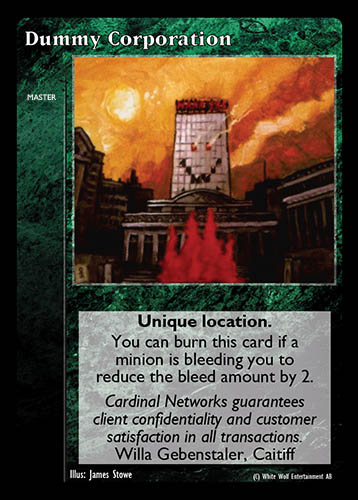 Dummy Corporation
MASTER
Unique location.
You can burn this card if a
minion is bleeding you to
reduce the bleed amount by 2.
Cardinal Networks guarantees
client confidentiality and customer
satisfaction in all transactions.
Willa Gebenstaler, Caitiff
Illus: James Stowe
(C) White Wolf Entertainment AB